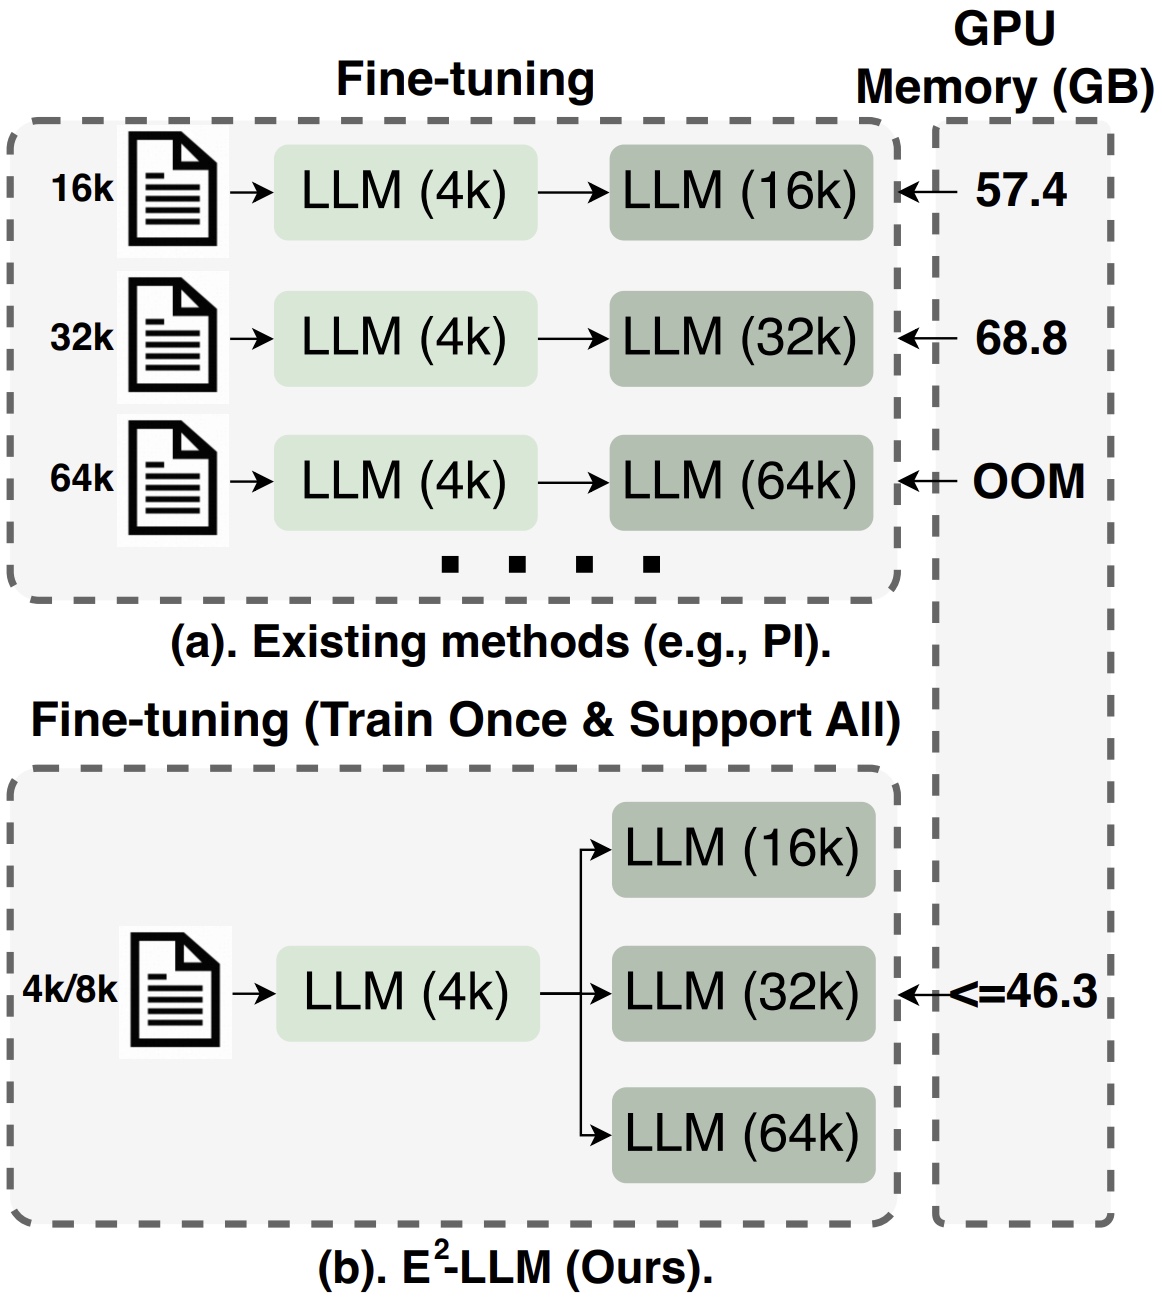 GPU
Memory (GB)
Fine-tuning
16k LLM (4k) LLM (16k) 57.4
32k LLM (4k) LLM (32k) 68.8
64k LLM (4k) LLM (64k) OOM
(a). Existing methods (e.g., PI).
Fine-tuning (Train Once & Support All)
LLM (16k)
4k/8k LLM (4k) LLM (32k) <=46.3
LLM (64k)
(b). E²-LLM (Ours).